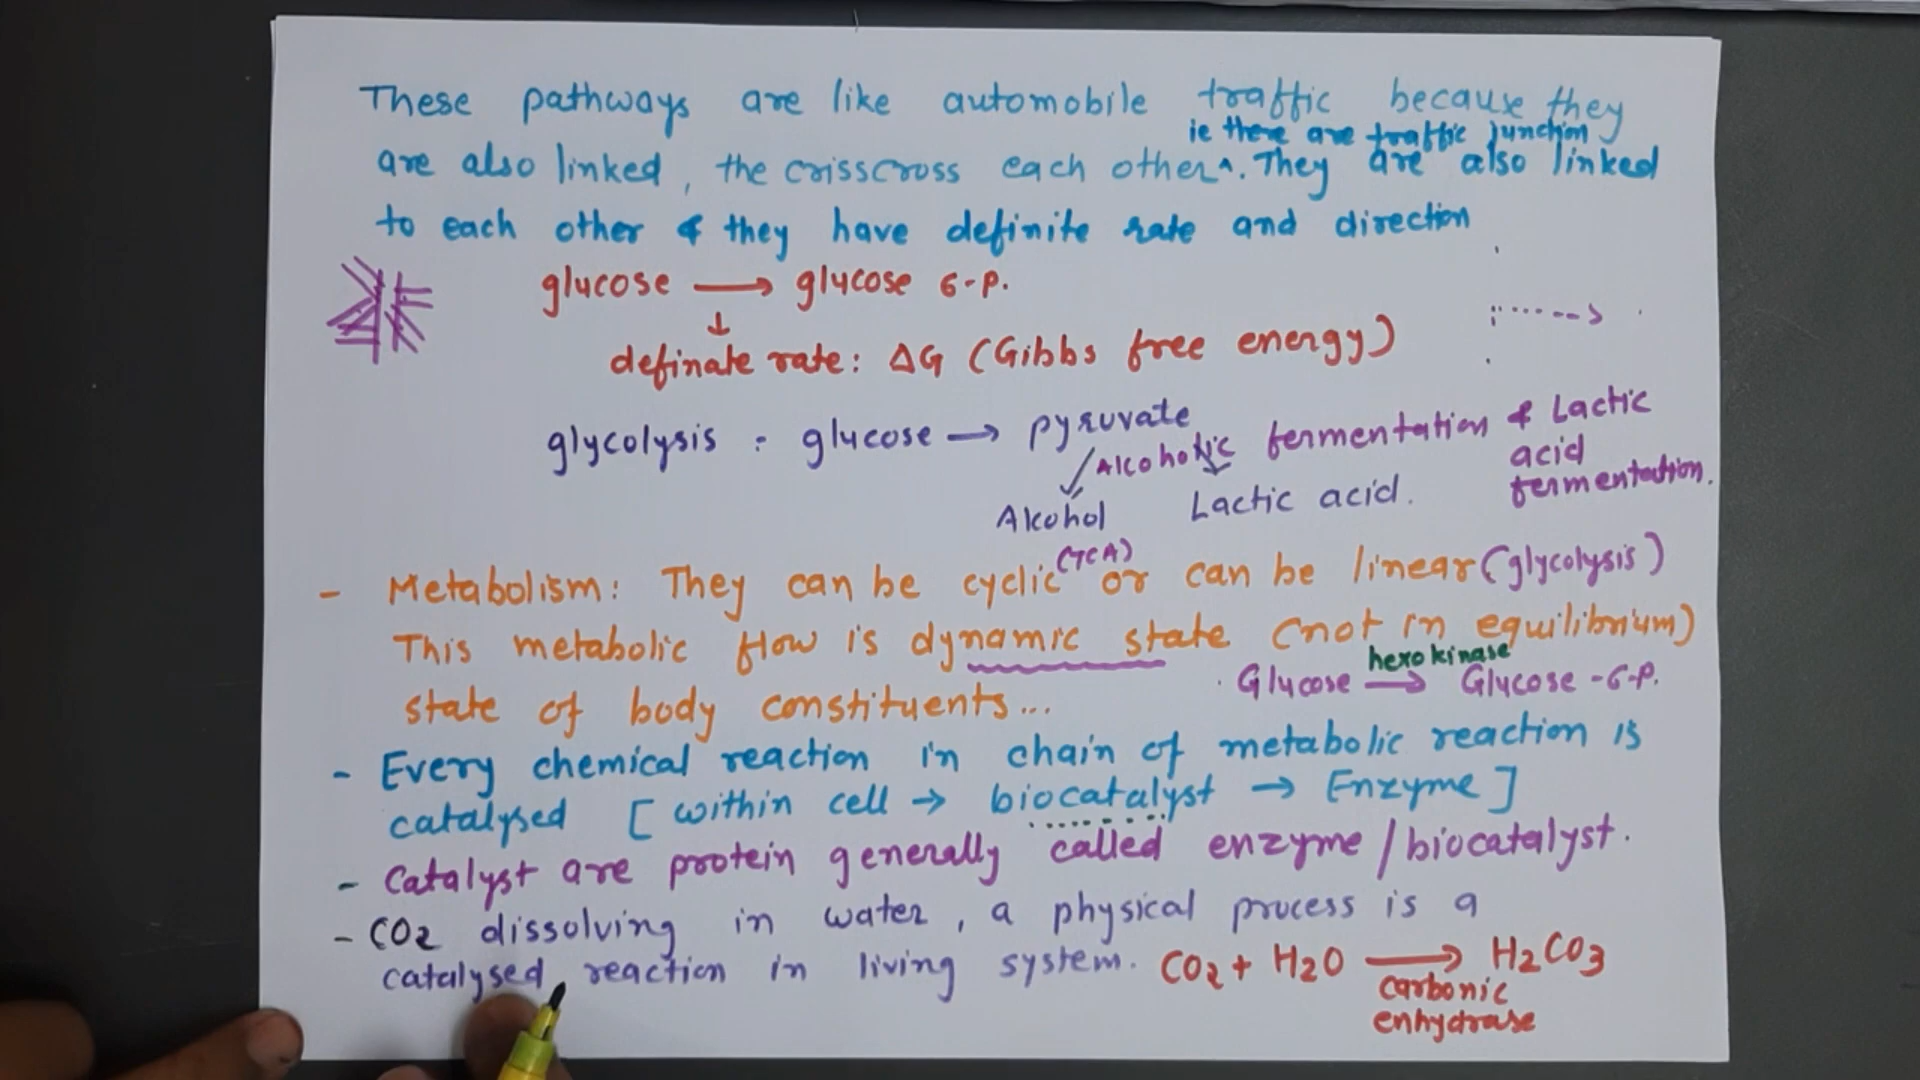 These pathways are like automobile traffic because they
ie there are traffic junction
are also linked, the crisscross each other^. They are also linked
to each other & they have definite rate and direction
glucose → glucose 6-P.
↓
definate rate: ΔG (Gibbs free energy)
glycolysis : glucose → pyruvate
Alcoholic fermentation & Lactic
acid
fermentation.
Alcohol Lactic acid.
(TCA)
- Metabolism: They can be cyclic or can be linear (glycolysis)
This metabolic flow is dynamic state (not in equilibrium)
hexokinase
Glucose → Glucose -6-P.
state of body constituents...
- Every chemical reaction in chain of metabolic reaction is
catalysed [within cell → biocatalyst → Enzyme]
- Catalyst are protein generally called enzyme/biocatalyst.
- CO2 dissolving in water, a physical process is a
catalysed reaction in living system. CO2 + H2O → H2CO3
carbonic
enhydrase